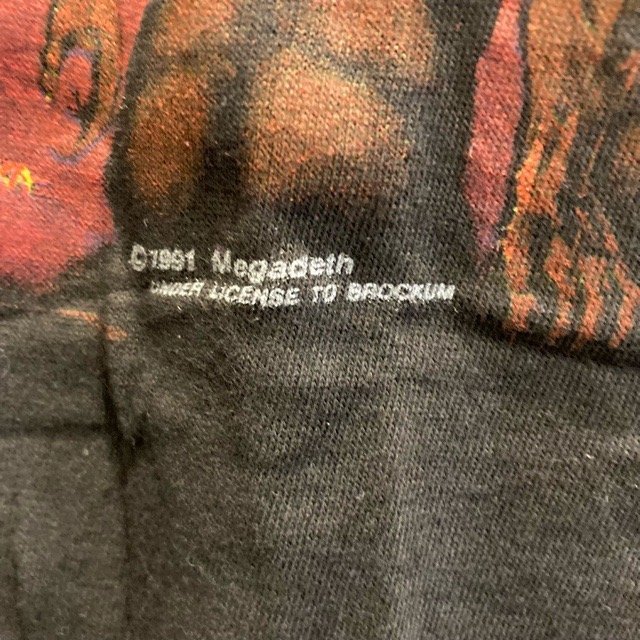 ©1991 Megadeth
UNDER LICENSE TO BROCKUM